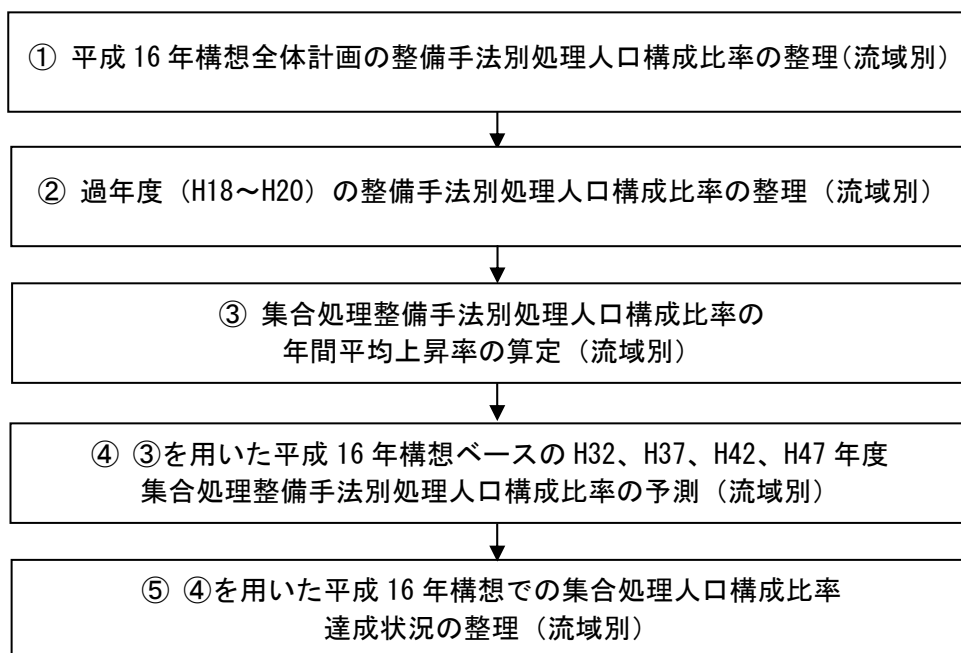 ① 平成16年構想全体計画の整備手法別処理人口構成比率の整理（流域別）
② 過年度（H18～H20）の整備手法別処理人口構成比率の整理（流域別）
③ 集合処理整備手法別処理人口構成比率の
年間平均上昇率の算定（流域別）
④ ③を用いた平成16年構想ベースのH32、H37、H42、H47年度
集合処理整備手法別処理人口構成比率の予測（流域別）
⑤ ④を用いた平成16年構想での集合処理人口構成比率
達成状況の整理（流域別）